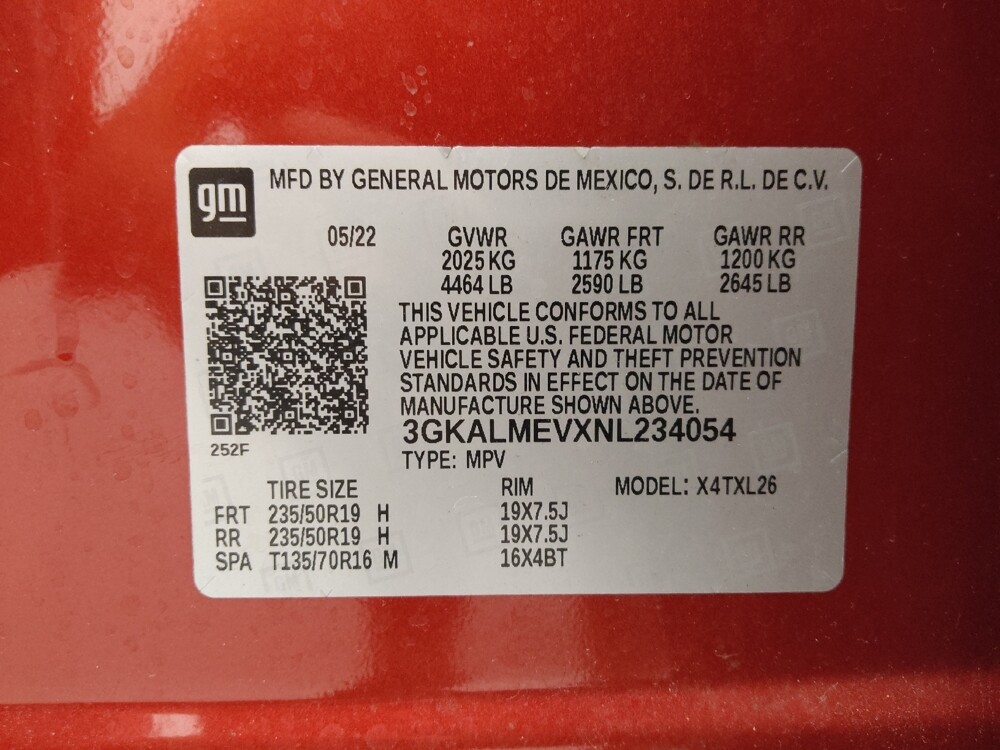 gm
MFD BY GENERAL MOTORS DE MEXICO, S. DE R.L. DE C.V.
05/22 GVWR GAWR FRT GAWR RR
2025 KG 1175 KG 1200 KG
4464 LB 2590 LB 2645 LB
THIS VEHICLE CONFORMS TO ALL
APPLICABLE U.S. FEDERAL MOTOR
VEHICLE SAFETY AND THEFT PREVENTION
STANDARDS IN EFFECT ON THE DATE OF
MANUFACTURE SHOWN ABOVE.
3GKALMEVXNL234054
252F
TYPE: MPV
TIRE SIZE RIM MODEL: X4TXL26
FRT 235/50R19 H 19X7.5J
RR 235/50R19 H 19X7.5J
SPA T135/70R16 M 16X4BT